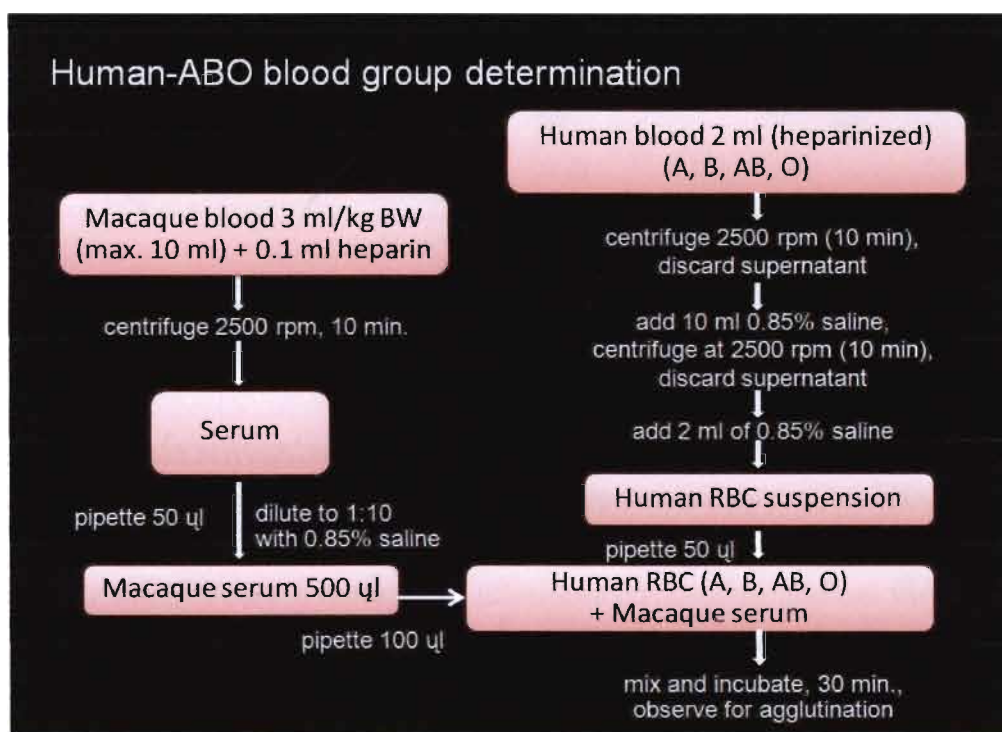 Human-ABO blood group determination
Macaque blood 3 ml/kg BW
(max. 10 ml) + 0.1 ml heparin
centrifuge 2500 rpm, 10 min.
Serum
pipette 50 ųl
dilute to 1:10
with 0.85% saline
Macaque serum 500 ųl
pipette 100 ųl
Human blood 2 ml (heparinized)
(A, B, AB, O)
centrifuge 2500 rpm (10 min),
discard supernatant
add 10 ml 0.85% saline,
centrifuge at 2500 rpm (10 min),
discard supernatant
add 2 ml of 0.85% saline
Human RBC suspension
pipette 50 ųl
Human RBC (A, B, AB, O)
+ Macaque serum
mix and incubate, 30 min.,
observe for agglutination